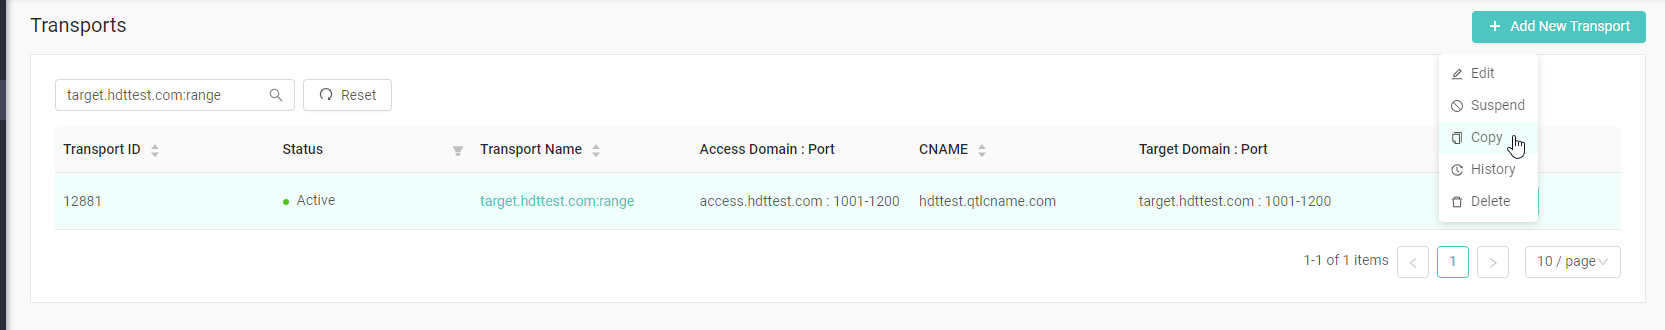 Transports
Add New Transport
target.hdttest.com:range
Reset
Edit
Suspend
Copy
History
Delete
Transport ID Status Transport Name Access Domain : Port CNAME Target Domain : Port
12881 Active target.hdttest.com:range access.hdttest.com : 1001-1200 hdttest.qtlcname.com target.hdttest.com : 1001-1200
1-1 of 1 items < 1 > 10 / page